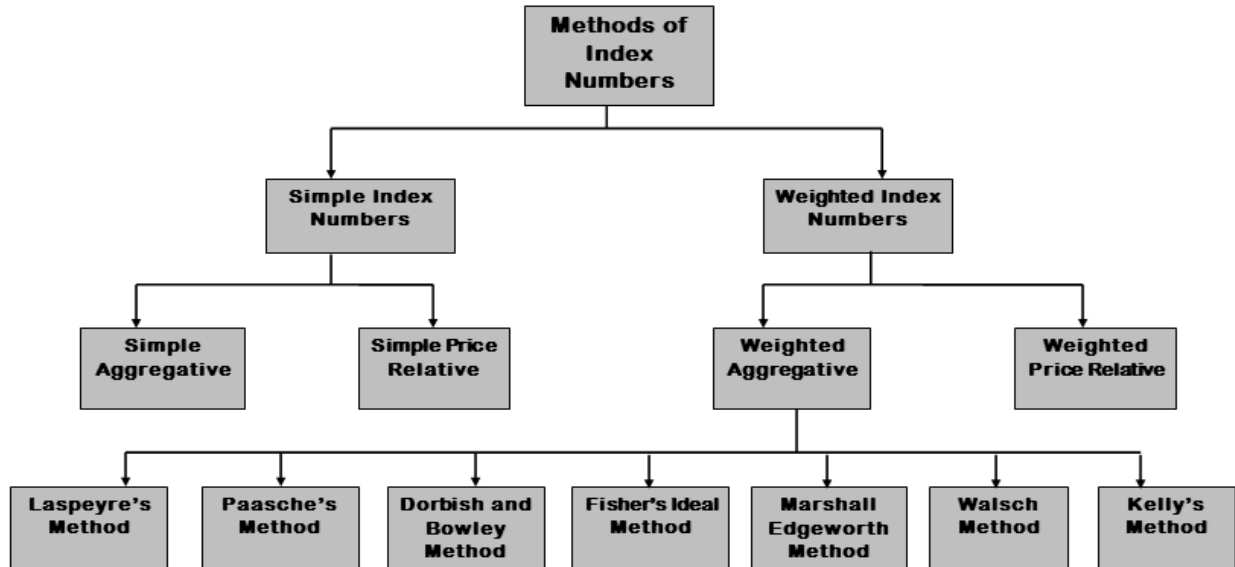 Methods of
Index
Numbers
Simple Index
Numbers
Weighted Index
Numbers
Simple
Aggregative
Simple Price
Relative
Weighted
Aggregative
Weighted
Price Relative
Laspeyre's
Method
Paasche's
Method
Dorbish and
Bowley
Method
Fisher's Ideal
Method
Marshall
Edgeworth
Method
Walsch
Method
Kelly's
Method